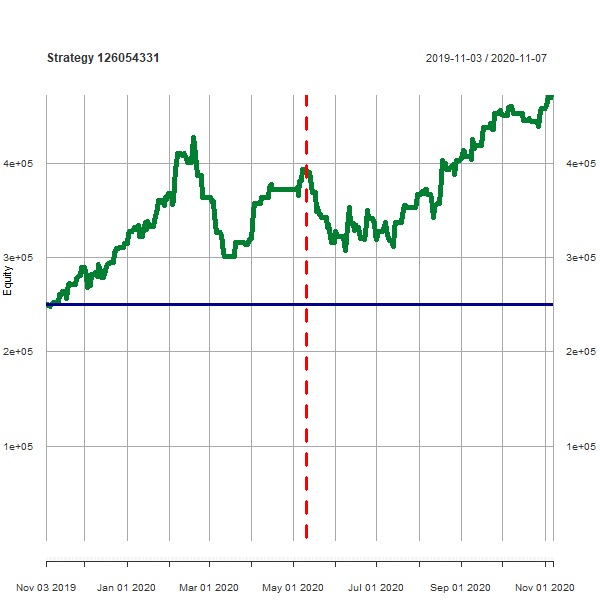 Strategy 126054331
2019-11-03 / 2020-11-07
4e+05
4e+05
3e+05
3e+05
Equity
2e+05
2e+05
1e+05
1e+05
Nov 03 2019
Jan 01 2020
Mar 01 2020
May 01 2020
Jul 01 2020
Sep 01 2020
Nov 01 2020